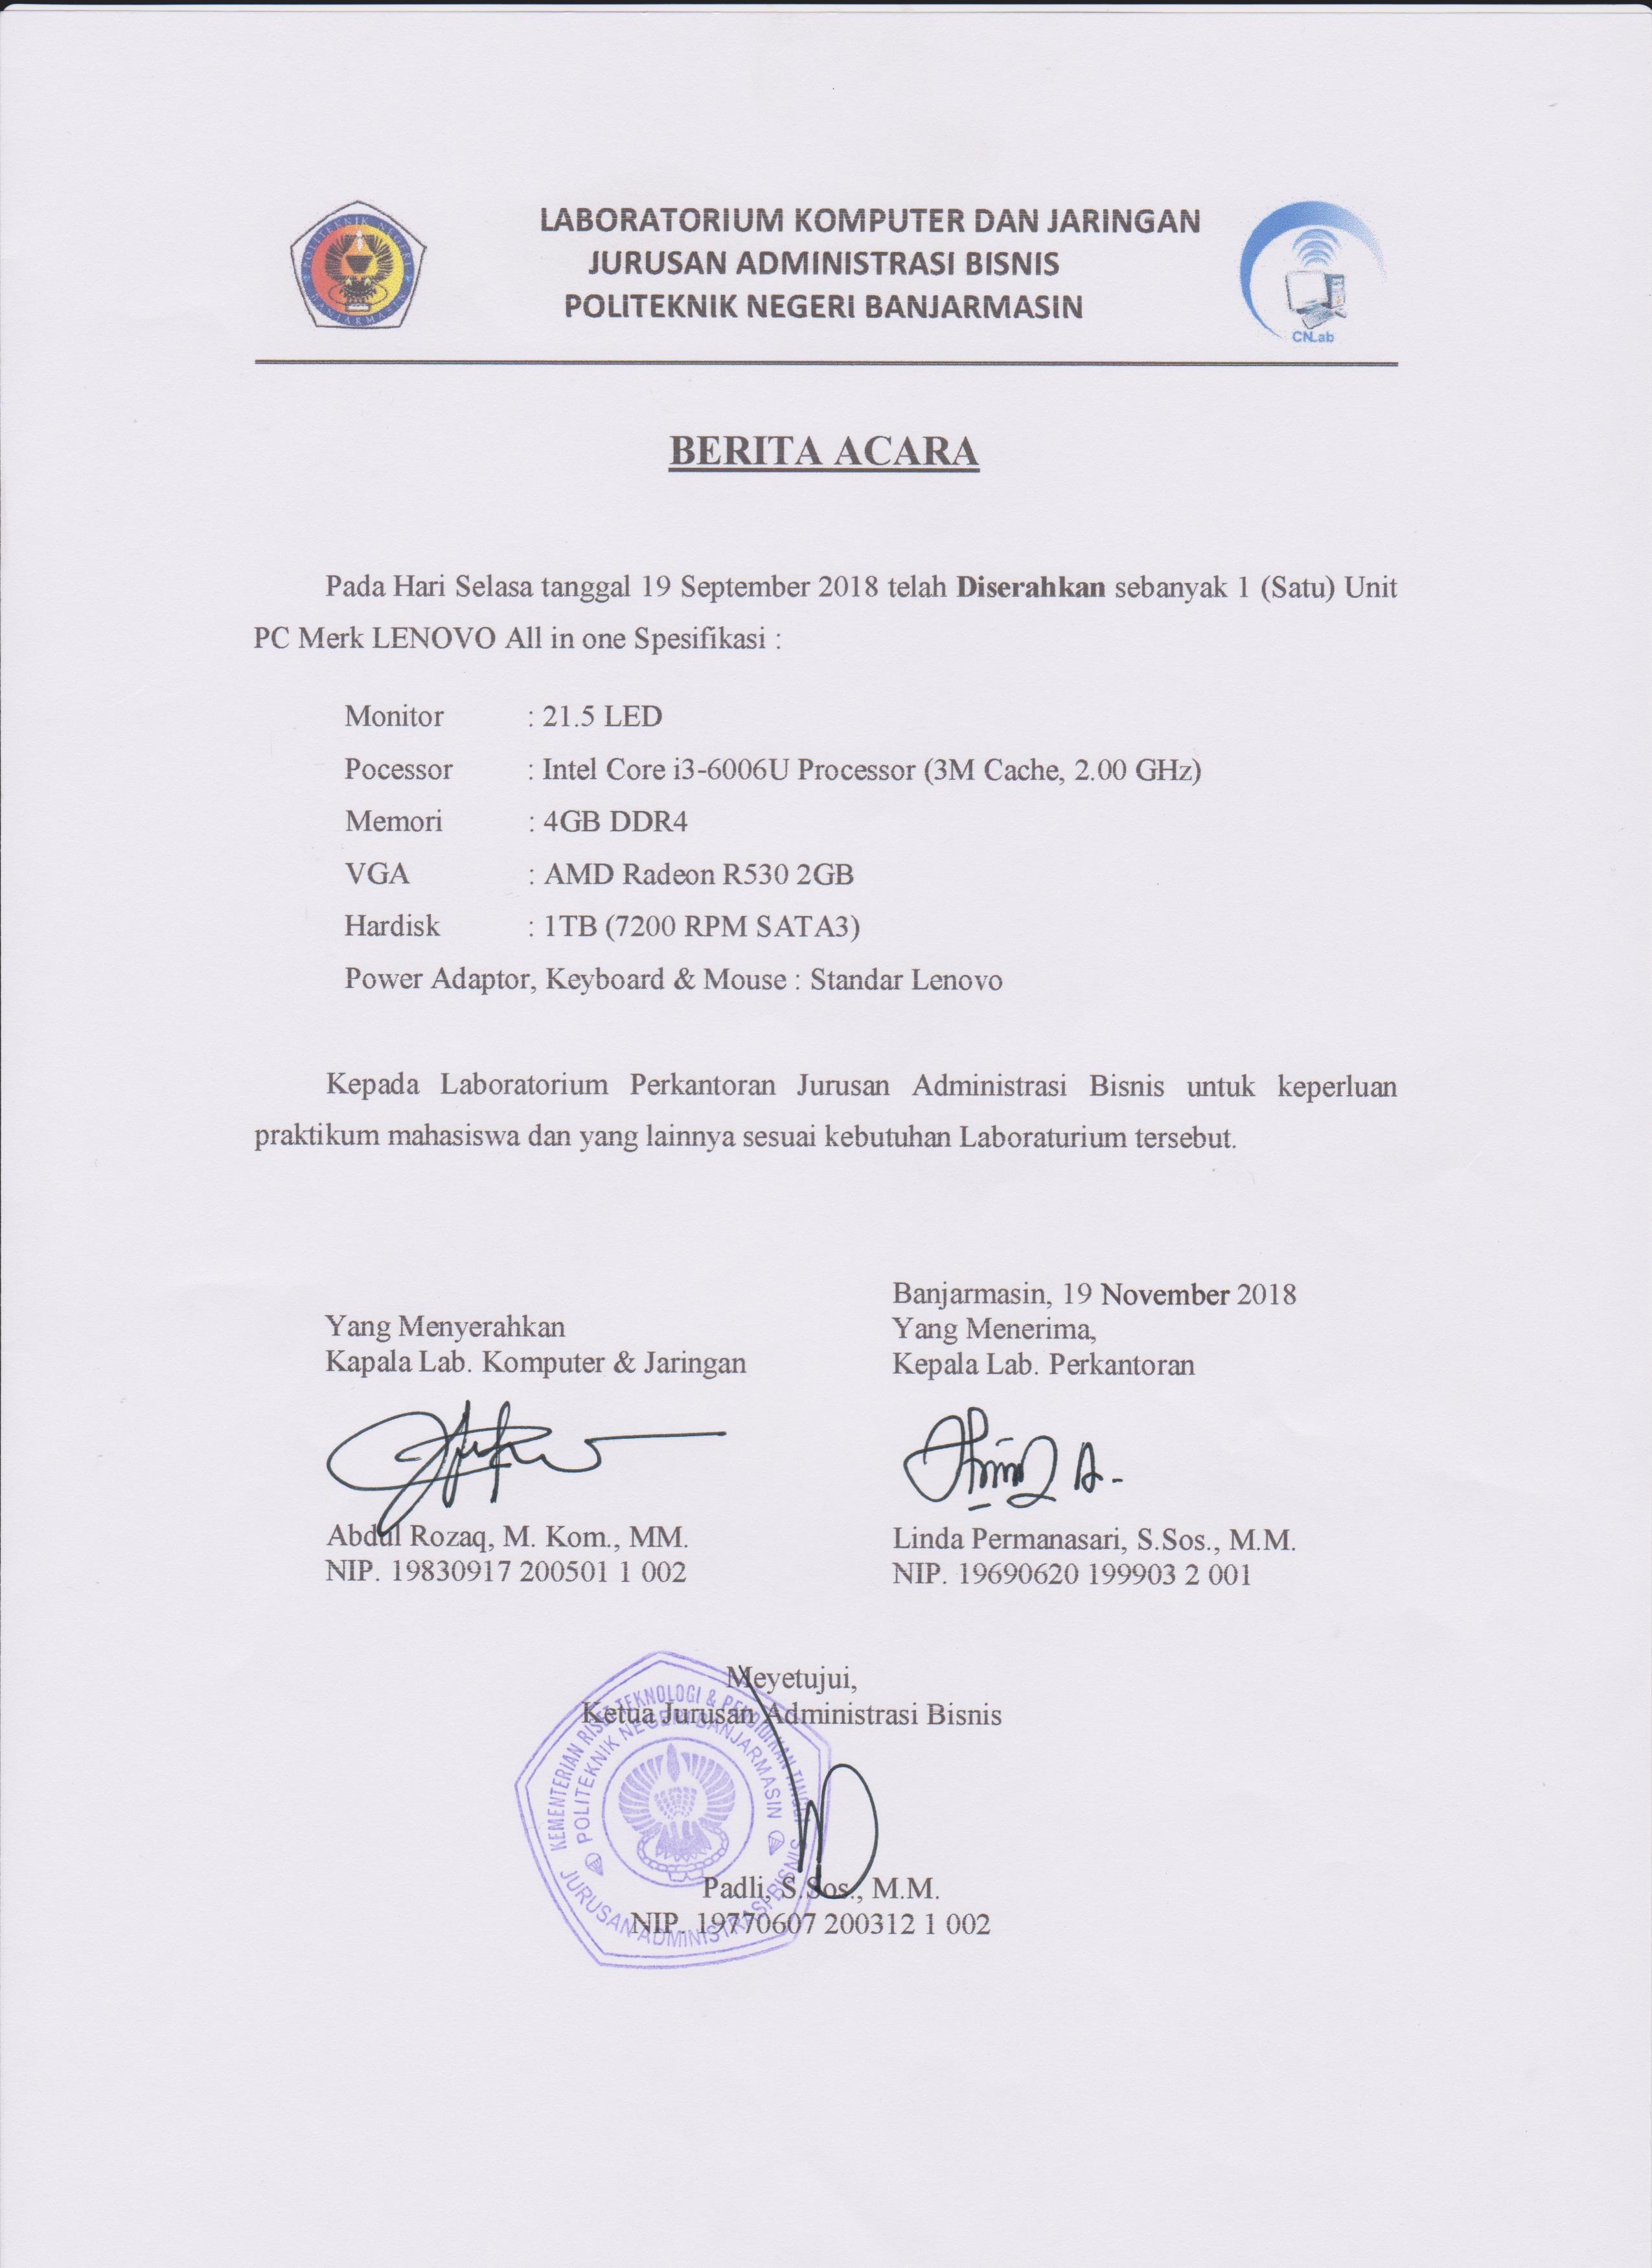 LABORATORIUM KOMPUTER DAN JARINGAN
JURUSAN ADMINISTRASI BISNIS
POLITEKNIK NEGERI BANJARMASIN
POLITEKNIK NEGERI
BANJARMASIN
CNLab
BERITA ACARA
Pada Hari Selasa tanggal 19 September 2018 telah Diserahkan sebanyak 1 (Satu) Unit
PC Merk LENOVO All in one Spesifikasi :
Monitor : 21.5 LED
Pocessor : Intel Core i3-6006U Processor (3M Cache, 2.00 GHz)
Memori : 4GB DDR4
VGA : AMD Radeon R530 2GB
Hardisk : 1TB (7200 RPM SATA3)
Power Adaptor, Keyboard & Mouse : Standar Lenovo
Kepada Laboratorium Perkantoran Jurusan Administrasi Bisnis untuk keperluan
praktikum mahasiswa dan yang lainnya sesuai kebutuhan Laboraturium tersebut.
Banjarmasin, 19 November 2018
Yang Menyerahkan
Kapala Lab. Komputer & Jaringan
Yang Menerima,
Kepala Lab. Perkantoran
Abdul Rozaq, M. Kom., MM.
NIP. 19830917 200501 1 002
Linda Permanasari, S.Sos., M.M.
NIP. 19690620 199903 2 001
Meyetujui,
Ketua Jurusan Administrasi Bisnis
KEMENTERIAN RISET TEKNOLOGI & PENDIDIKAN TINGGI
POLITEKNIK NEGERI BANJARMASIN
JURUSAN ADMINISTRASI BISNIS
Padli, S.Sos., M.M.
NIP. 19770607 200312 1 002